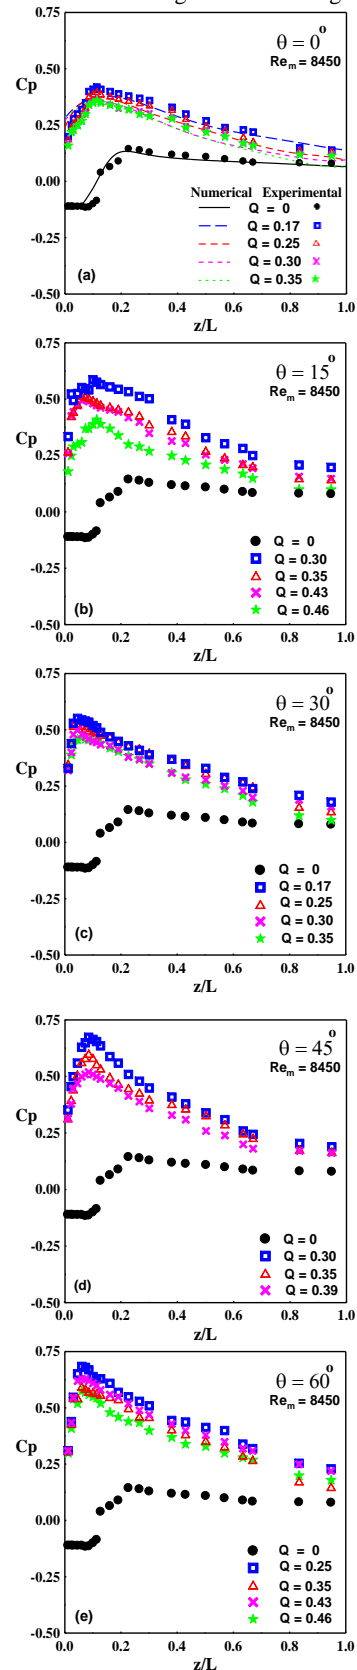 0.75
θ = 0°
Re_m = 8450
0.50
Cp
0.25
0.00
Numerical Experimental
Q = 0
Q = 0.17
-0.25
Q = 0.25
Q = 0.30
(a)
Q = 0.35
-0.50
0.0 0.2 0.4 0.6 0.8 1.0
z/L
0.75
θ = 15°
Re_m = 8450
0.50
Cp
0.25
0.00
Q = 0
Q = 0.30
-0.25
Q = 0.35
(b)
Q = 0.43
Q = 0.46
-0.50
0.0 0.2 0.4 0.6 0.8 1.0
z/L
0.75
θ = 30°
Re_m = 8450
0.50
Cp
0.25
0.00
Q = 0
Q = 0.17
-0.25
Q = 0.25
(c)
Q = 0.30
Q = 0.35
-0.50
0.0 0.2 0.4 0.6 0.8 1.0
z/L
0.75
θ = 45°
Re_m = 8450
0.50
Cp
0.25
0.00
Q = 0
-0.25
Q = 0.30
Q = 0.35
(d)
Q = 0.39
-0.50
0.0 0.2 0.4 0.6 0.8 1.0
z/L
0.75
θ = 60°
Re_m = 8450
0.50
Cp
0.25
0.00
Q = 0
Q = 0.25
-0.25
Q = 0.35
Q = 0.43
(e)
Q = 0.46
-0.50
0.0 0.2 0.4 0.6 0.8 1.0
z/L